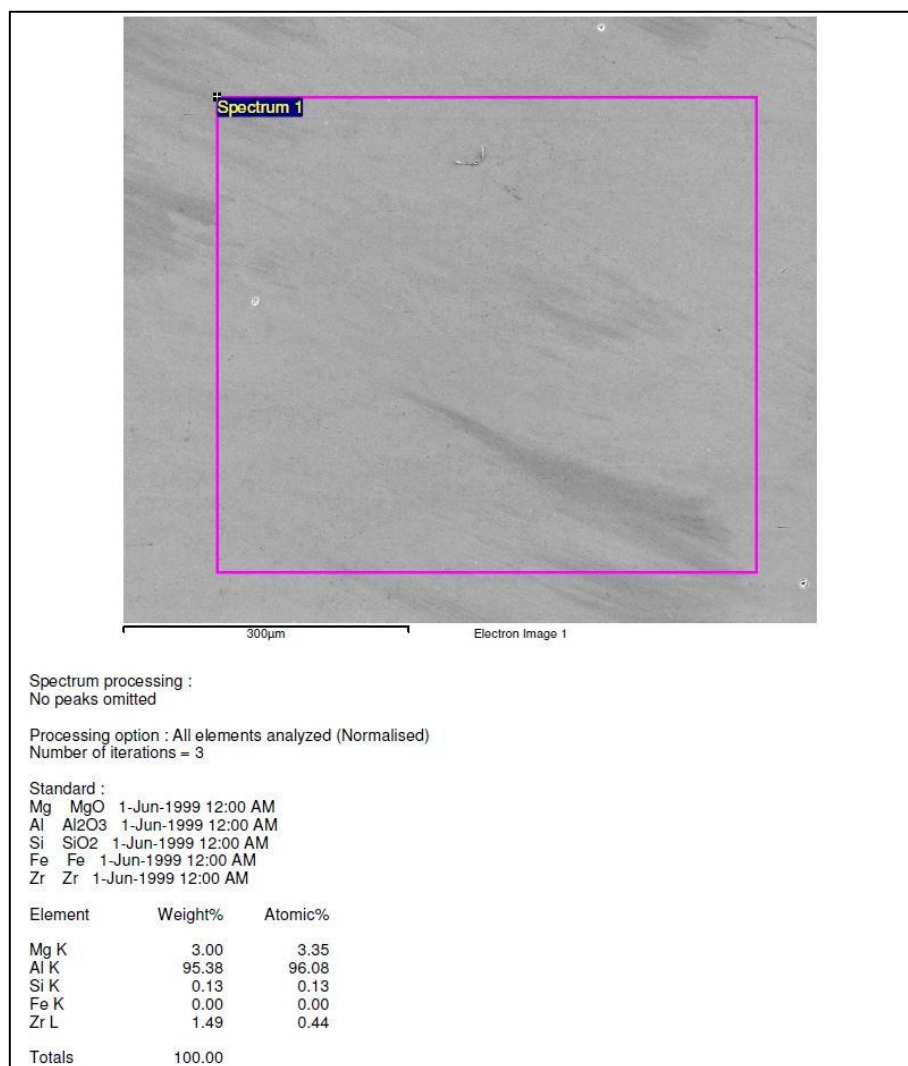 Spectrum 1
300µm Electron Image 1
Spectrum processing :
No peaks omitted
Processing option : All elements analyzed (Normalised)
Number of iterations = 3
Standard :
Mg MgO 1-Jun-1999 12:00 AM
Al Al2O3 1-Jun-1999 12:00 AM
Si SiO2 1-Jun-1999 12:00 AM
Fe Fe 1-Jun-1999 12:00 AM
Zr Zr 1-Jun-1999 12:00 AM
Element Weight% Atomic%
Mg K 3.00 3.35
Al K 95.38 96.08
Si K 0.13 0.13
Fe K 0.00 0.00
Zr L 1.49 0.44
Totals 100.00